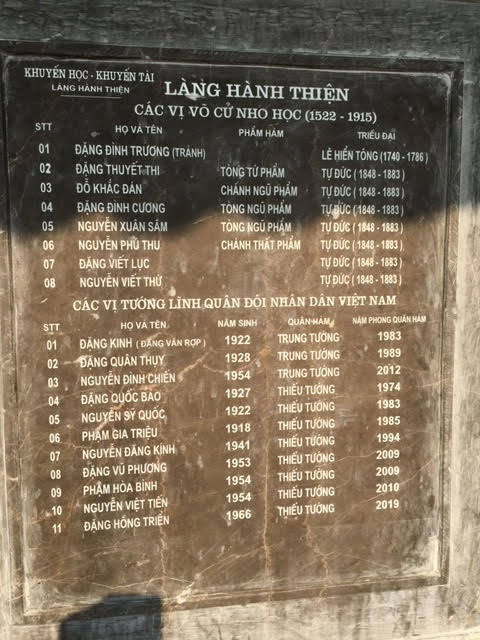 KHUYẾN HỌC - KHUYẾN TÀI
LÀNG HÀNH THIỆN
LÀNG HÀNH THIỆN
CÁC VỊ VÕ CỬ NHO HỌC (1522 - 1915)
STT HỌ VÀ TÊN PHẨM HÀM TRIỀU ĐẠI
01 ĐẶNG ĐÌNH TRƯƠNG (TRÁNH) LÊ HIỂN TÔNG (1740 - 1786)
02 ĐẶNG THUYẾT THI TÒNG TỨ PHẨM TỰ ĐỨC (1848 - 1883)
03 ĐỖ KHẮC ĐÁN CHÁNH NGŨ PHẨM TỰ ĐỨC (1848 - 1883)
04 ĐẶNG ĐÌNH CƯƠNG TÒNG NGŨ PHẨM TỰ ĐỨC (1848 - 1883)
05 NGUYỄN XUÂN SÂM TÒNG NGŨ PHẨM TỰ ĐỨC (1848 - 1883)
06 NGUYỄN PHÚ THU CHÁNH THẤT PHẨM TỰ ĐỨC (1848 - 1883)
07 ĐẶNG VIẾT LỤC TỰ ĐỨC (1848 - 1883)
08 NGUYỄN VIẾT THỨ TỰ ĐỨC (1848 - 1883)
CÁC VỊ TƯỚNG LĨNH QUÂN ĐỘI NHÂN DÂN VIỆT NAM
STT HỌ VÀ TÊN NĂM SINH QUÂN HÀM NĂM PHONG QUÂN HÀM
01 ĐẶNG KINH (ĐẶNG VĂN RỢP) 1922 TRUNG TƯỚNG 1983
02 ĐẶNG QUÂN THỤY 1928 TRUNG TƯỚNG 1989
03 NGUYỄN ĐÌNH CHIẾN 1954 TRUNG TƯỚNG 2012
04 ĐẶNG QUỐC BẢO 1927 THIẾU TƯỚNG 1974
05 NGUYỄN SỸ QUỐC 1922 THIẾU TƯỚNG 1983
06 PHẠM GIA TRIỆU 1918 THIẾU TƯỚNG 1985
07 NGUYỄN ĐĂNG KÍNH 1941 THIẾU TƯỚNG 1994
08 ĐẶNG VŨ PHƯƠNG 1953 THIẾU TƯỚNG 2009
09 PHẠM HÒA BÌNH 1954 THIẾU TƯỚNG 2009
10 NGUYỄN VIỆT TIẾN 1954 THIẾU TƯỚNG 2010
11 ĐẶNG HỒNG TRIỂN 1966 THIẾU TƯỚNG 2019